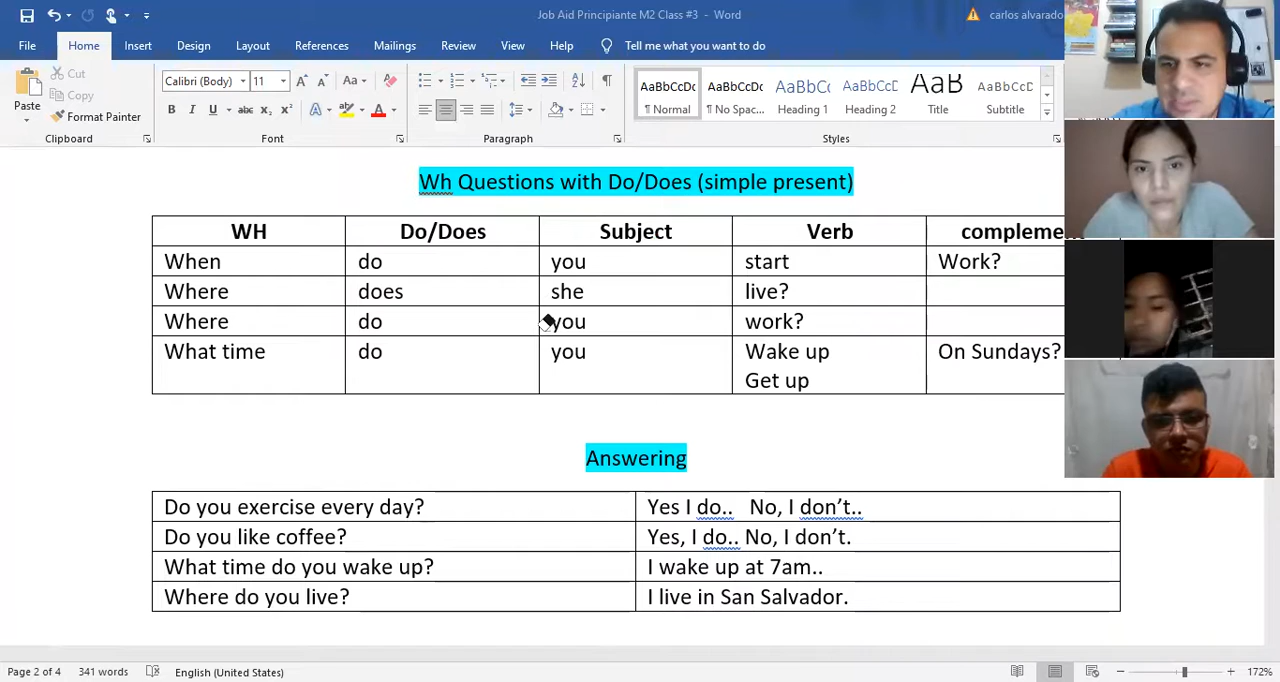 Job Aid Principiante M2 Class #3 - Word
carlos alvarado
File Home Insert Design Layout References Mailings Review View Help Tell me what you want to do
Paste
Cut
Copy
Format Painter
Clipboard
Calibri (Body) 11
Font
Paragraph
AaBbCcDc ¶ Normal
AaBbCcDc ¶ No Spac...
AaBbCc Heading 1
AaBbCcC Heading 2
AaB Title
AaBbCcD Subtitle
Styles
Wh Questions with Do/Does (simple present)
WH Do/Does Subject Verb compleme
When do you start Work?
Where does she live?
Where do you work?
What time do you Wake up On Sundays?
Get up
Answering
Do you exercise every day? Yes I do.. No, I don’t..
Do you like coffee? Yes, I do.. No, I don’t.
What time do you wake up? I wake up at 7am..
Where do you live? I live in San Salvador.
Page 2 of 4 341 words English (United States) 172%